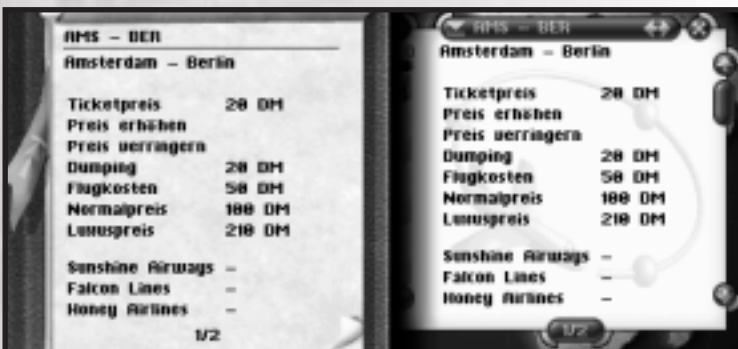 AMS - BER
Amsterdam - Berlin
Ticketpreis 20 DM
Preis erhöhen
Preis verringern
Dumping 20 DM
Flugkosten 50 DM
Normalpreis 100 DM
Luxuspreis 210 DM
Sunshine Airways -
Falcon Lines -
Honey Airlines -
1/2
AMS - BER
Amsterdam - Berlin
Ticketpreis 20 DM
Preis erhöhen
Preis verringern
Dumping 20 DM
Flugkosten 50 DM
Normalpreis 100 DM
Luxuspreis 210 DM
Sunshine Airways -
Falcon Lines -
Honey Airlines -
1/2